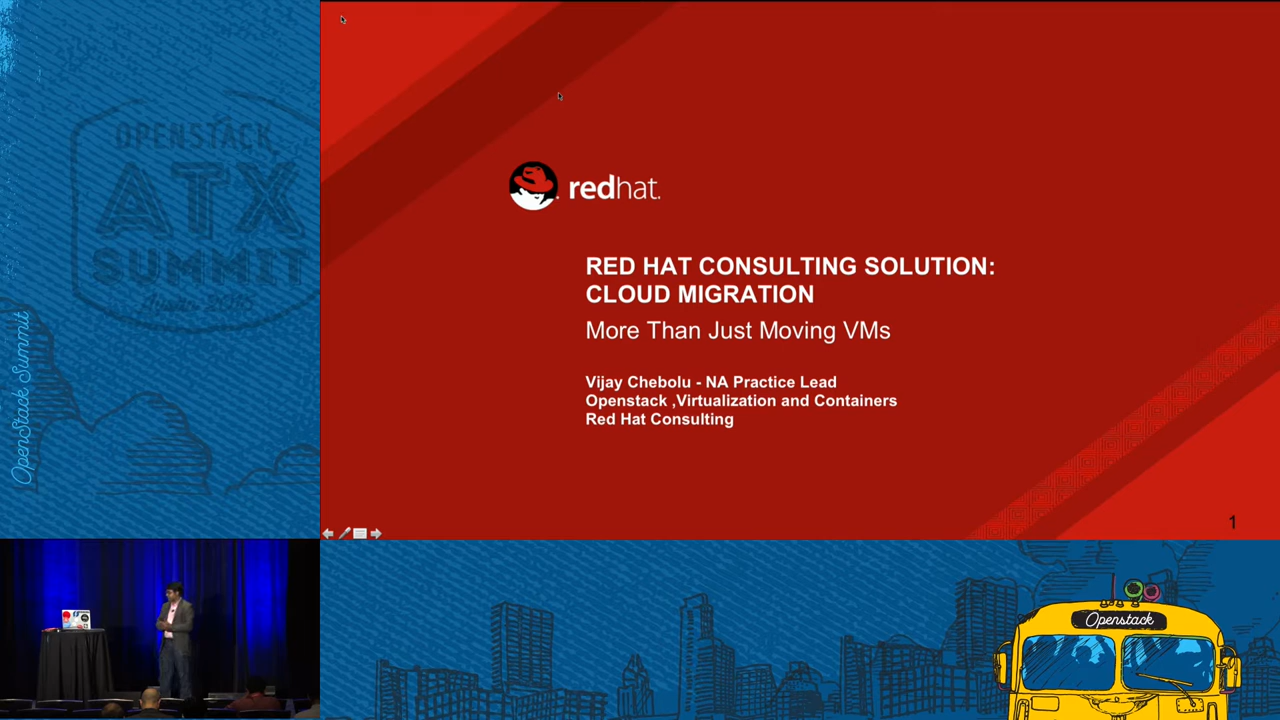 OPENSTACK
ATX
SUMMIT
OpenStack Summit
redhat.
RED HAT CONSULTING SOLUTION:
CLOUD MIGRATION
More Than Just Moving VMs
Vijay Chebolu - NA Practice Lead
Openstack ,Virtualization and Containers
Red Hat Consulting
1
Openstack